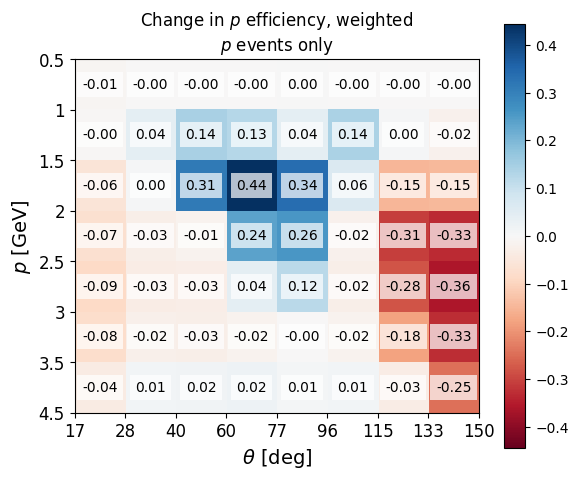 Change in p efficiency, weighted
p events only
0.5
-0.01 -0.00 -0.00 -0.00 -0.00 -0.00 -0.00 -0.00
1
-0.00 0.04 0.14 0.13 0.04 0.14 0.00 -0.02
1.5
-0.06 0.00 0.31 0.44 0.34 0.06 -0.15 -0.15
2
-0.07 -0.03 -0.01 0.24 0.26 -0.02 -0.31 -0.33
2.5
-0.09 -0.03 -0.03 0.04 0.12 -0.02 -0.28 -0.36
3
-0.08 -0.02 -0.03 -0.02 -0.00 -0.02 -0.18 -0.33
3.5
-0.04 0.01 0.02 0.02 0.01 0.01 -0.03 -0.25
4.5
p [GeV]
17 28 40 60 77 96 115 133 150
θ [deg]
0.4
0.3
0.2
0.1
0.0
−0.1
−0.2
−0.3
−0.4